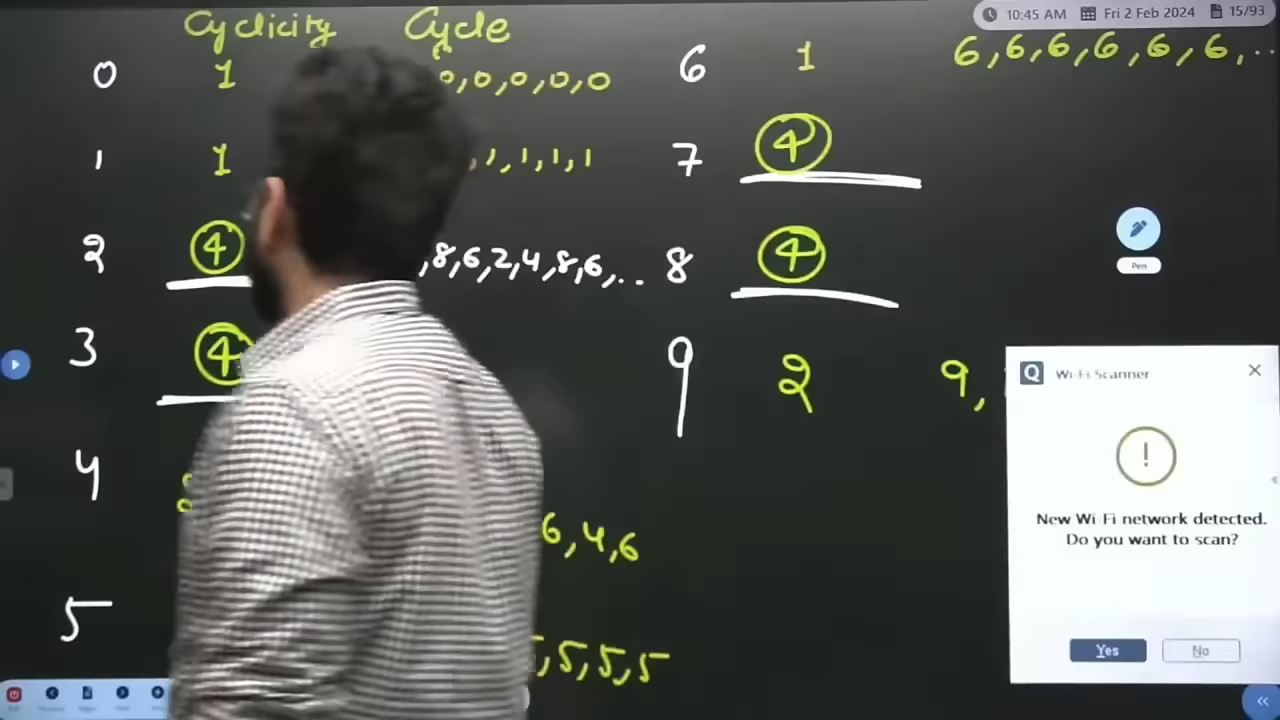 10:45 AM Fri 2 Feb 2024 15/93
Cyclicity Cycle
0 1 0,0,0,0,0
1 1 ,1,1,1,1
2 4 ,8,6,2,4,8,6,..
3 4
4
6,4,6
5
,5,5,5
6 1 6,6,6,6,6,6,..
7 4
8 4
9 2 9,
Pen
Wi-Fi Scanner
!
New Wi-Fi network detected.
Do you want to scan?
Yes No